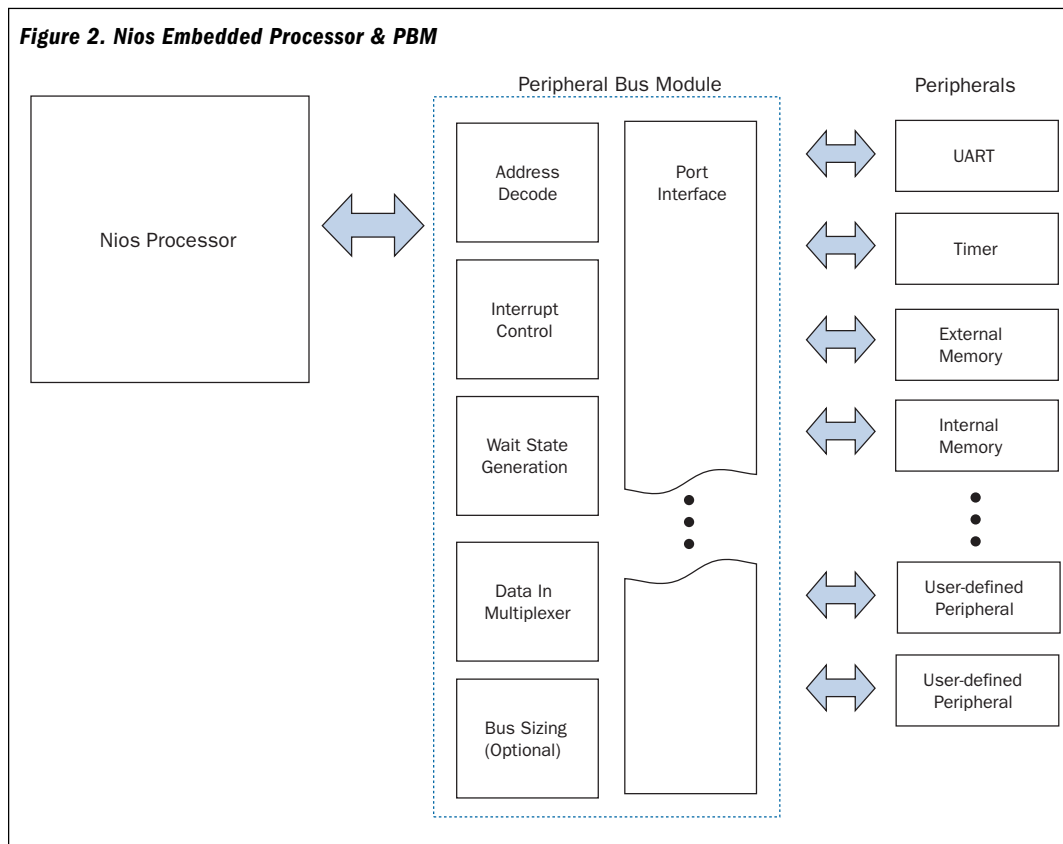 Figure 2. Nios Embedded Processor & PBM
Peripheral Bus Module
Peripherals
Nios Processor
Address
Decode
Interrupt
Control
Wait State
Generation
Data In
Multiplexer
Bus Sizing
(Optional)
Port
Interface
UART
Timer
External
Memory
Internal
Memory
User-defined
Peripheral
User-defined
Peripheral